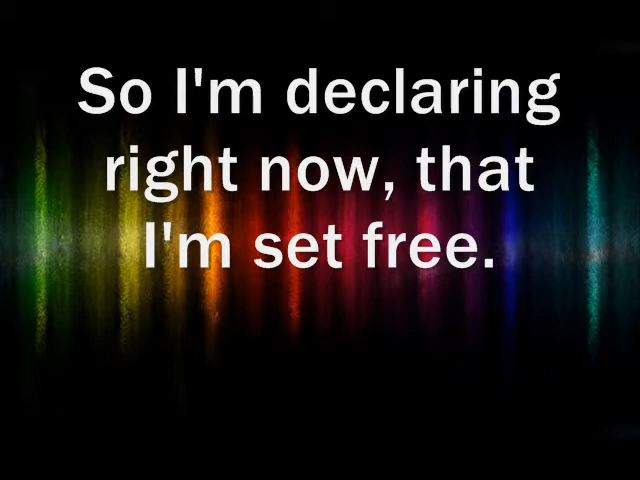 So I'm declaring
right now, that
I'm set free.